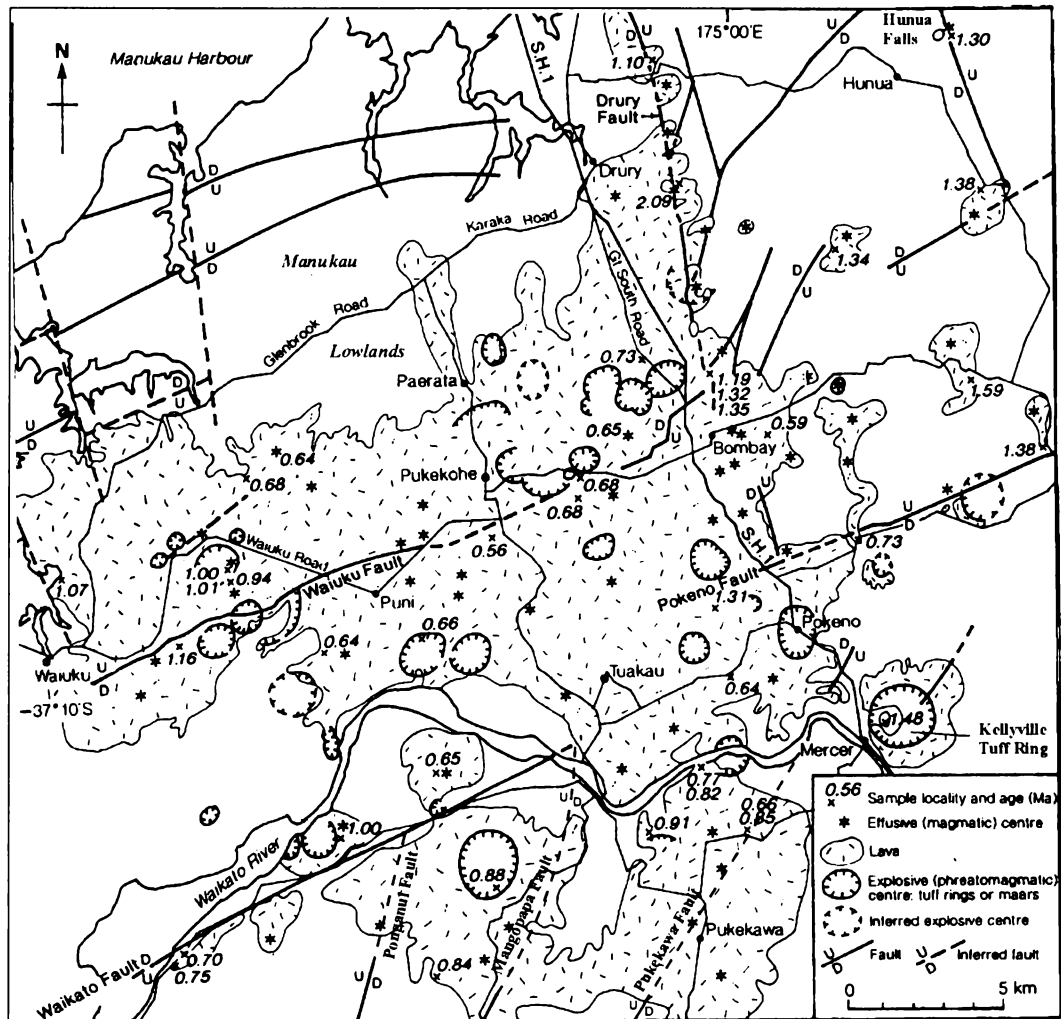 175°00'E
U
D
U
D
Hunua
Falls
1.30
N
Manukau Harbour
S.H.1
1.10
Hunua
U
D
Drury
Fault
U
D
Drury
D
U
2.09
1.38
Karaka Road
D
U
Manukau
1.34
D
U
Gt South Road
D
U
Glenbrook Road
Lowlands
0.73
Paerata
1.19
1.32
1.35
1.59
D
U
U
D
0.65
D
U
0.59
Bombay
1.38
0.64
0.68
Pukekohe
0.68
0.68
D
U
U
D
0.56
S.H.1
0.73
Waiuku Road
Waiuku Fault
1.00
1.01
0.94
1.07
Pokeno Fault
1.31
Puni
0.66
0.64
Pokeno
1.16
Waiuku
U
D
Tuakau
0.64
D
U
D
U
-37°10'S
1.48
Kellyville
Tuff Ring
Mercer
0.65
0.77
0.82
0.66
0.85
0.91
1.00
U
D
U
D
Waikato River
0.88
Ponganui Fault
Mangopapa Fault
Pukekawa Fault
Pukekawa
0.84
0.70
0.75
Waikato Fault
D
U
U
D
U
D
0.56
Sample locality and age (Ma)
Effusive (magmatic) centre
Lava
Explosive (phreatomagmatic)
centre: tuff rings or maars
Inferred explosive centre
U
D
Fault
U
D
Inferred fault
0
5 km